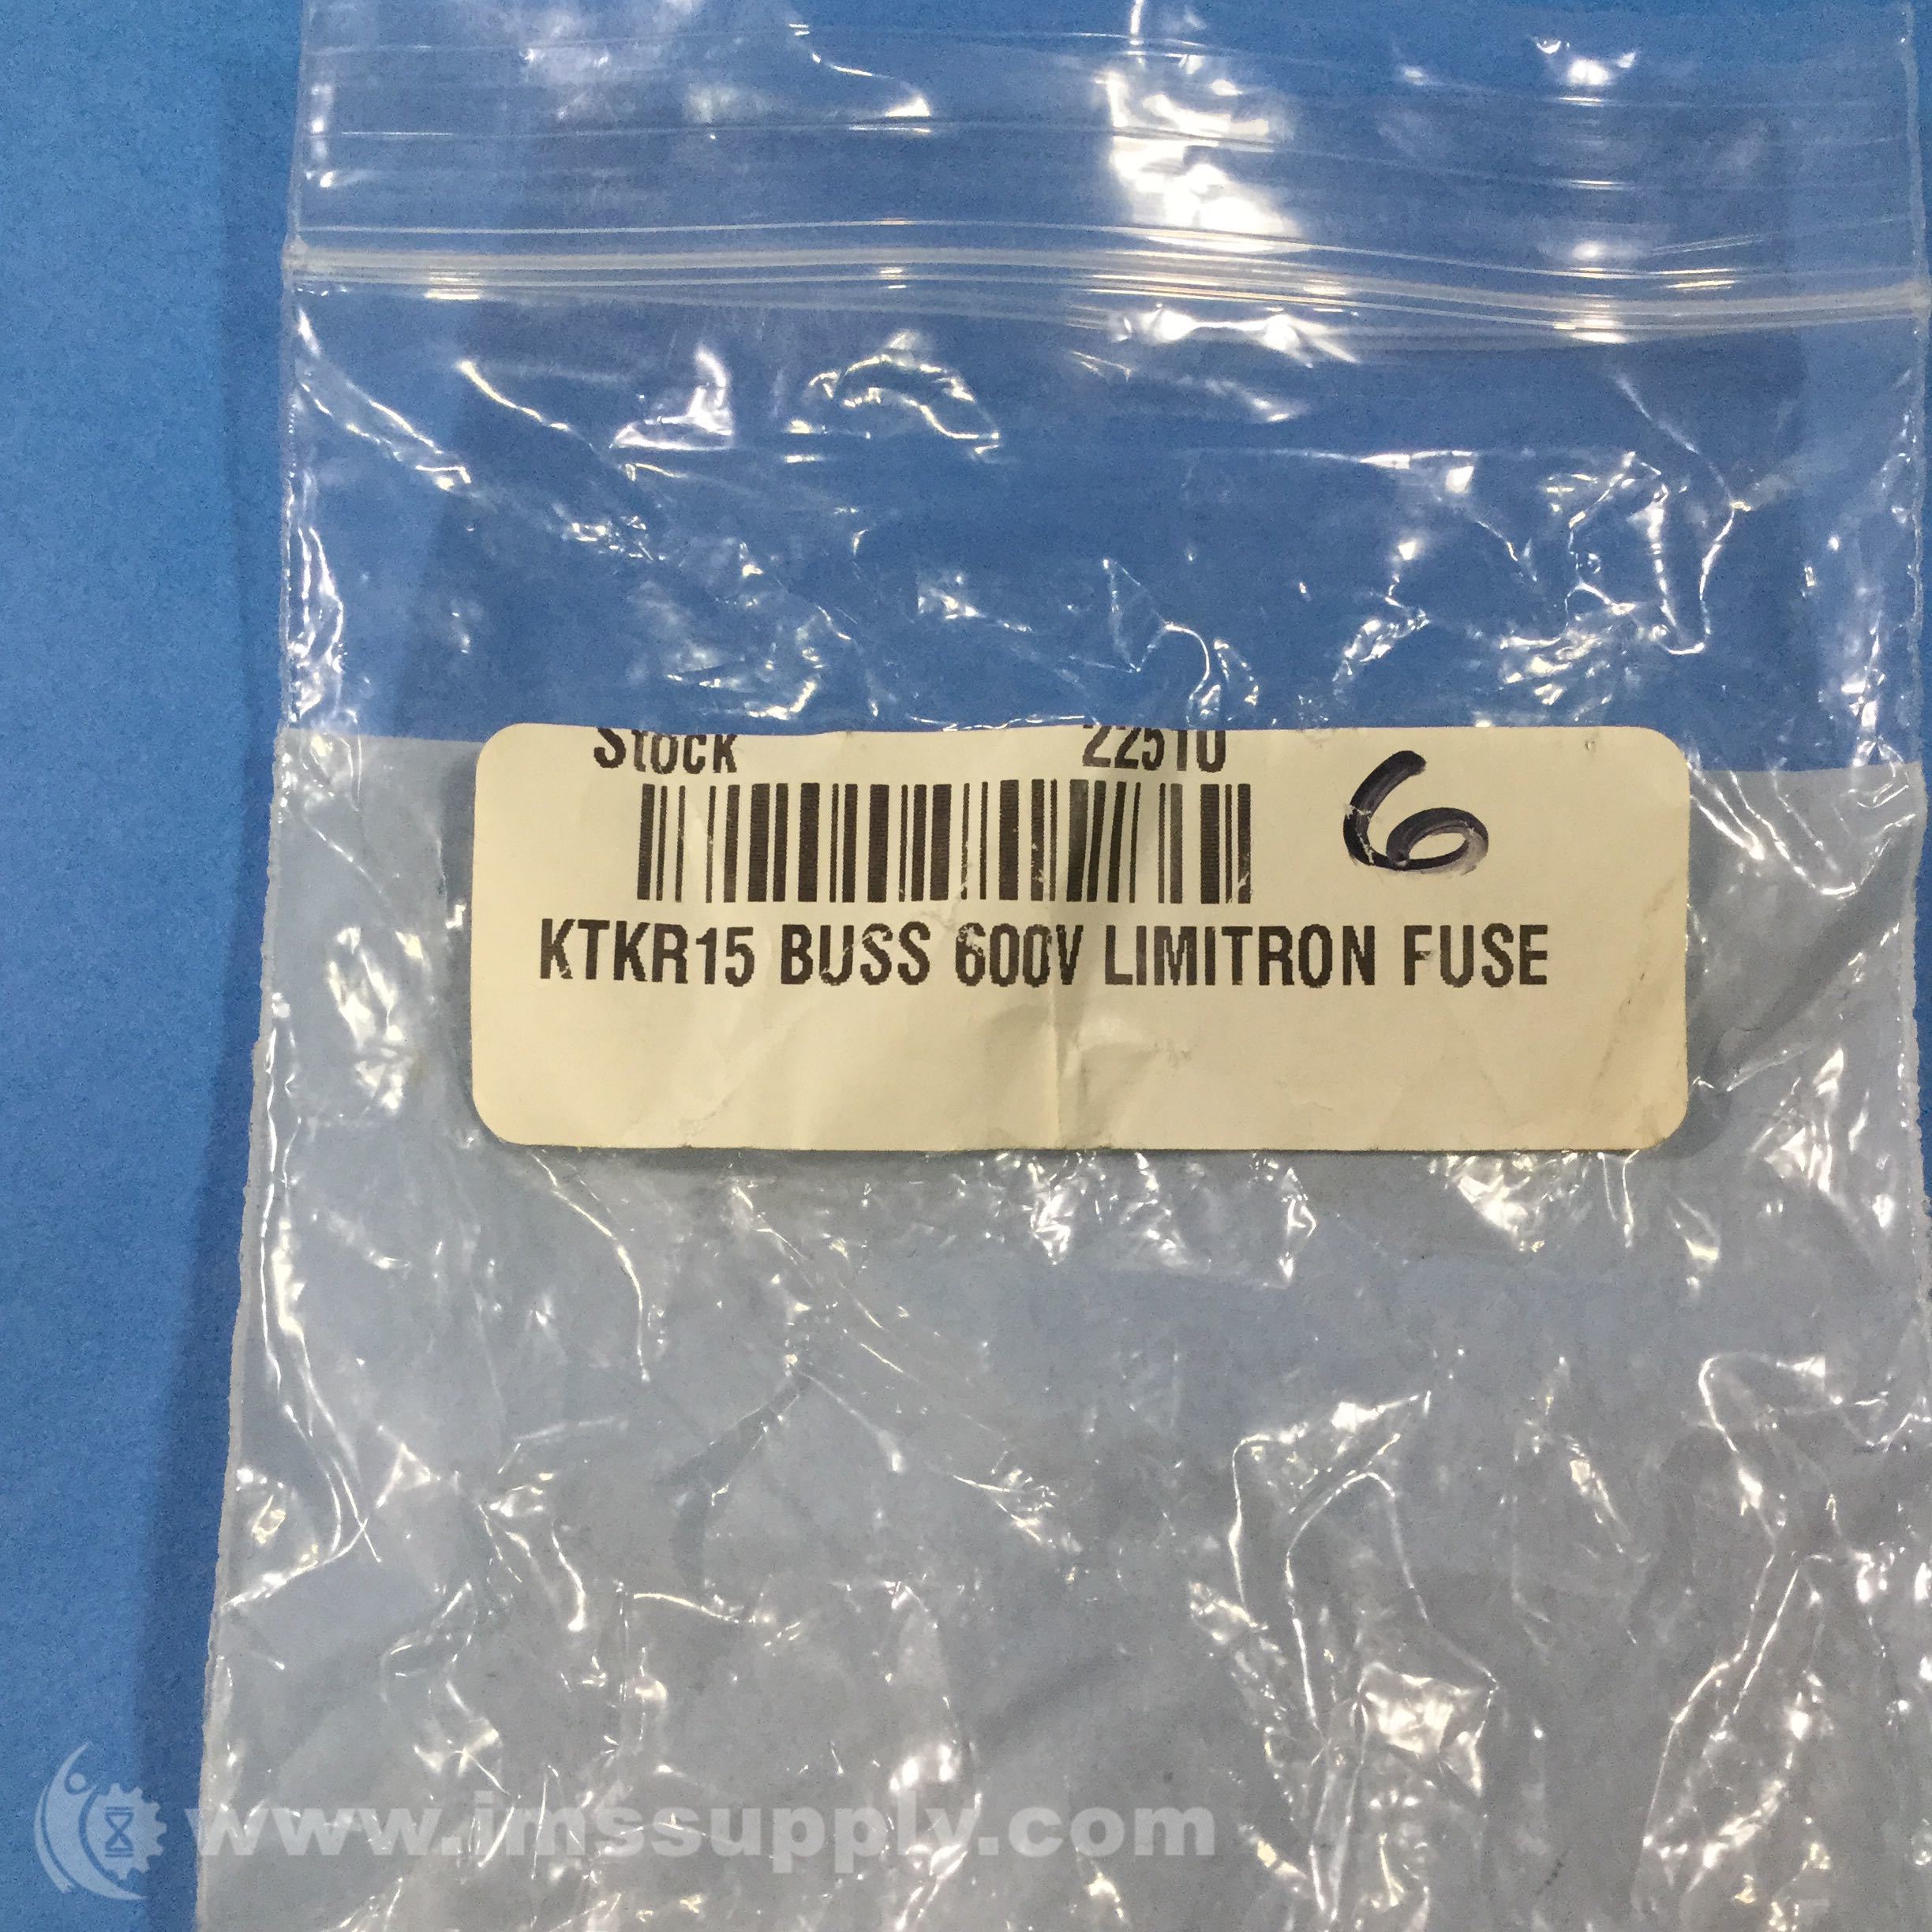 Stock 22510
6
KTKR15 BUSS 600V LIMITRON FUSE
www.imssupply.com